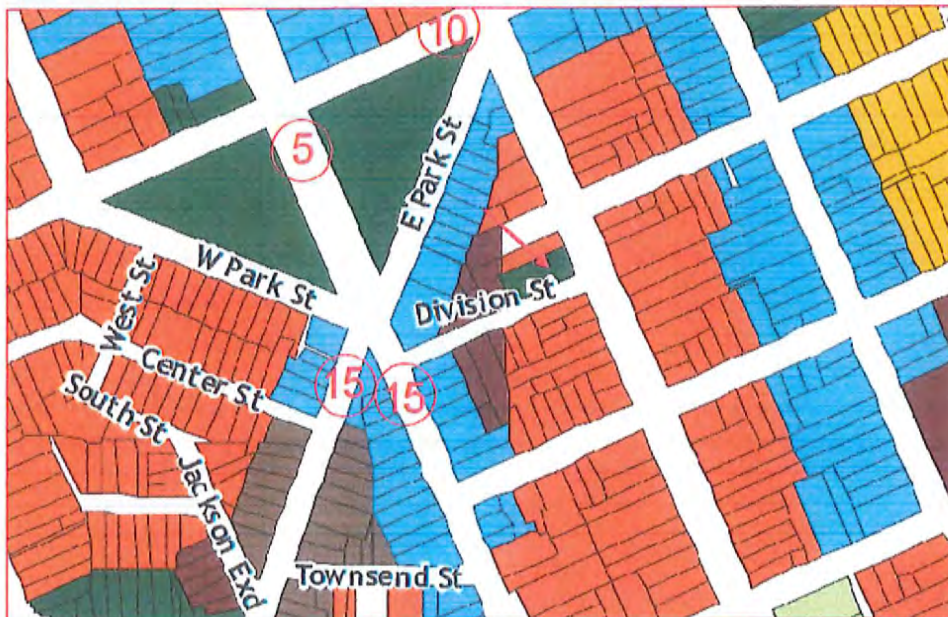 10
5
E Park St
W Park St
West St
Division St
Center St
15
15
South St
Jackson Exd
Townsend St